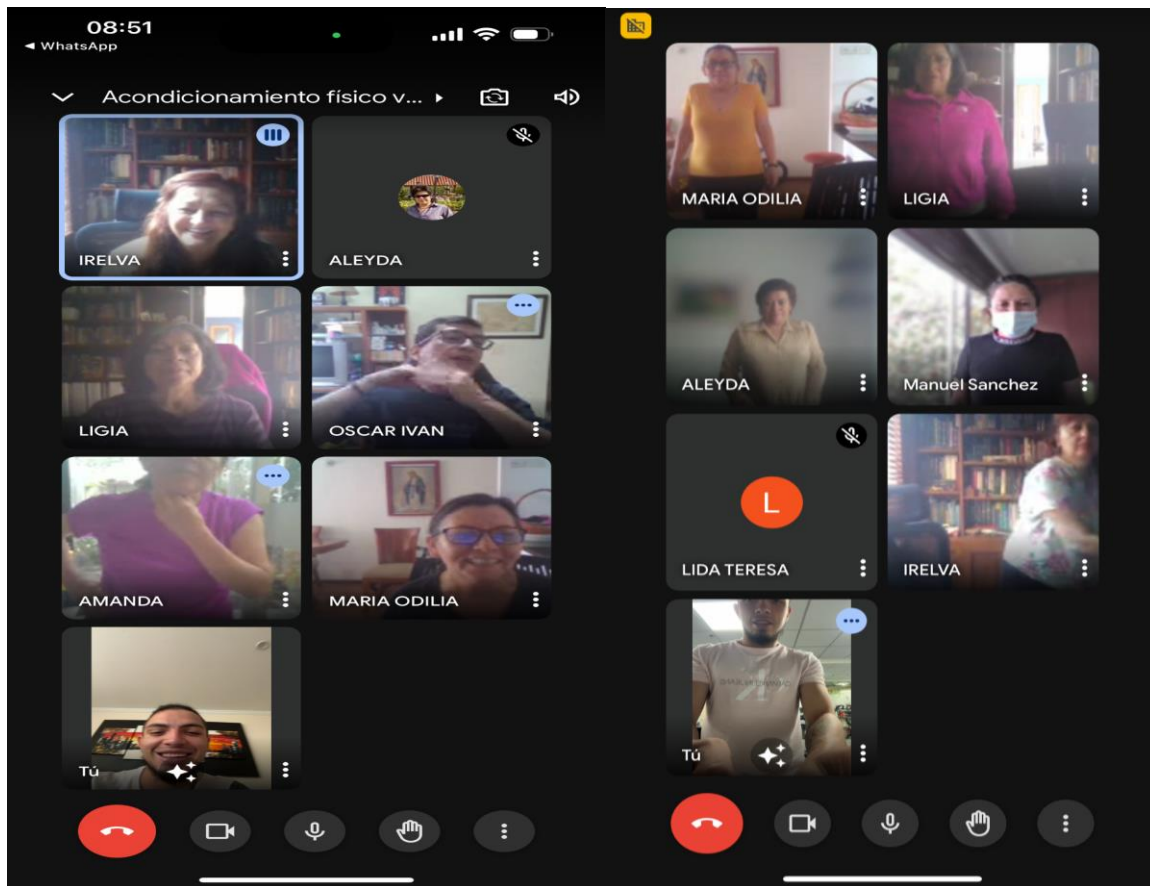 08:51
WhatsApp
Acondicionamiento físico v...
IRELVA
ALEYDA
LIGIA
OSCAR IVAN
AMANDA
MARIA ODILIA
Tú
MARIA ODILIA
LIGIA
ALEYDA
Manuel Sanchez
L
LIDA TERESA
IRELVA
Tú